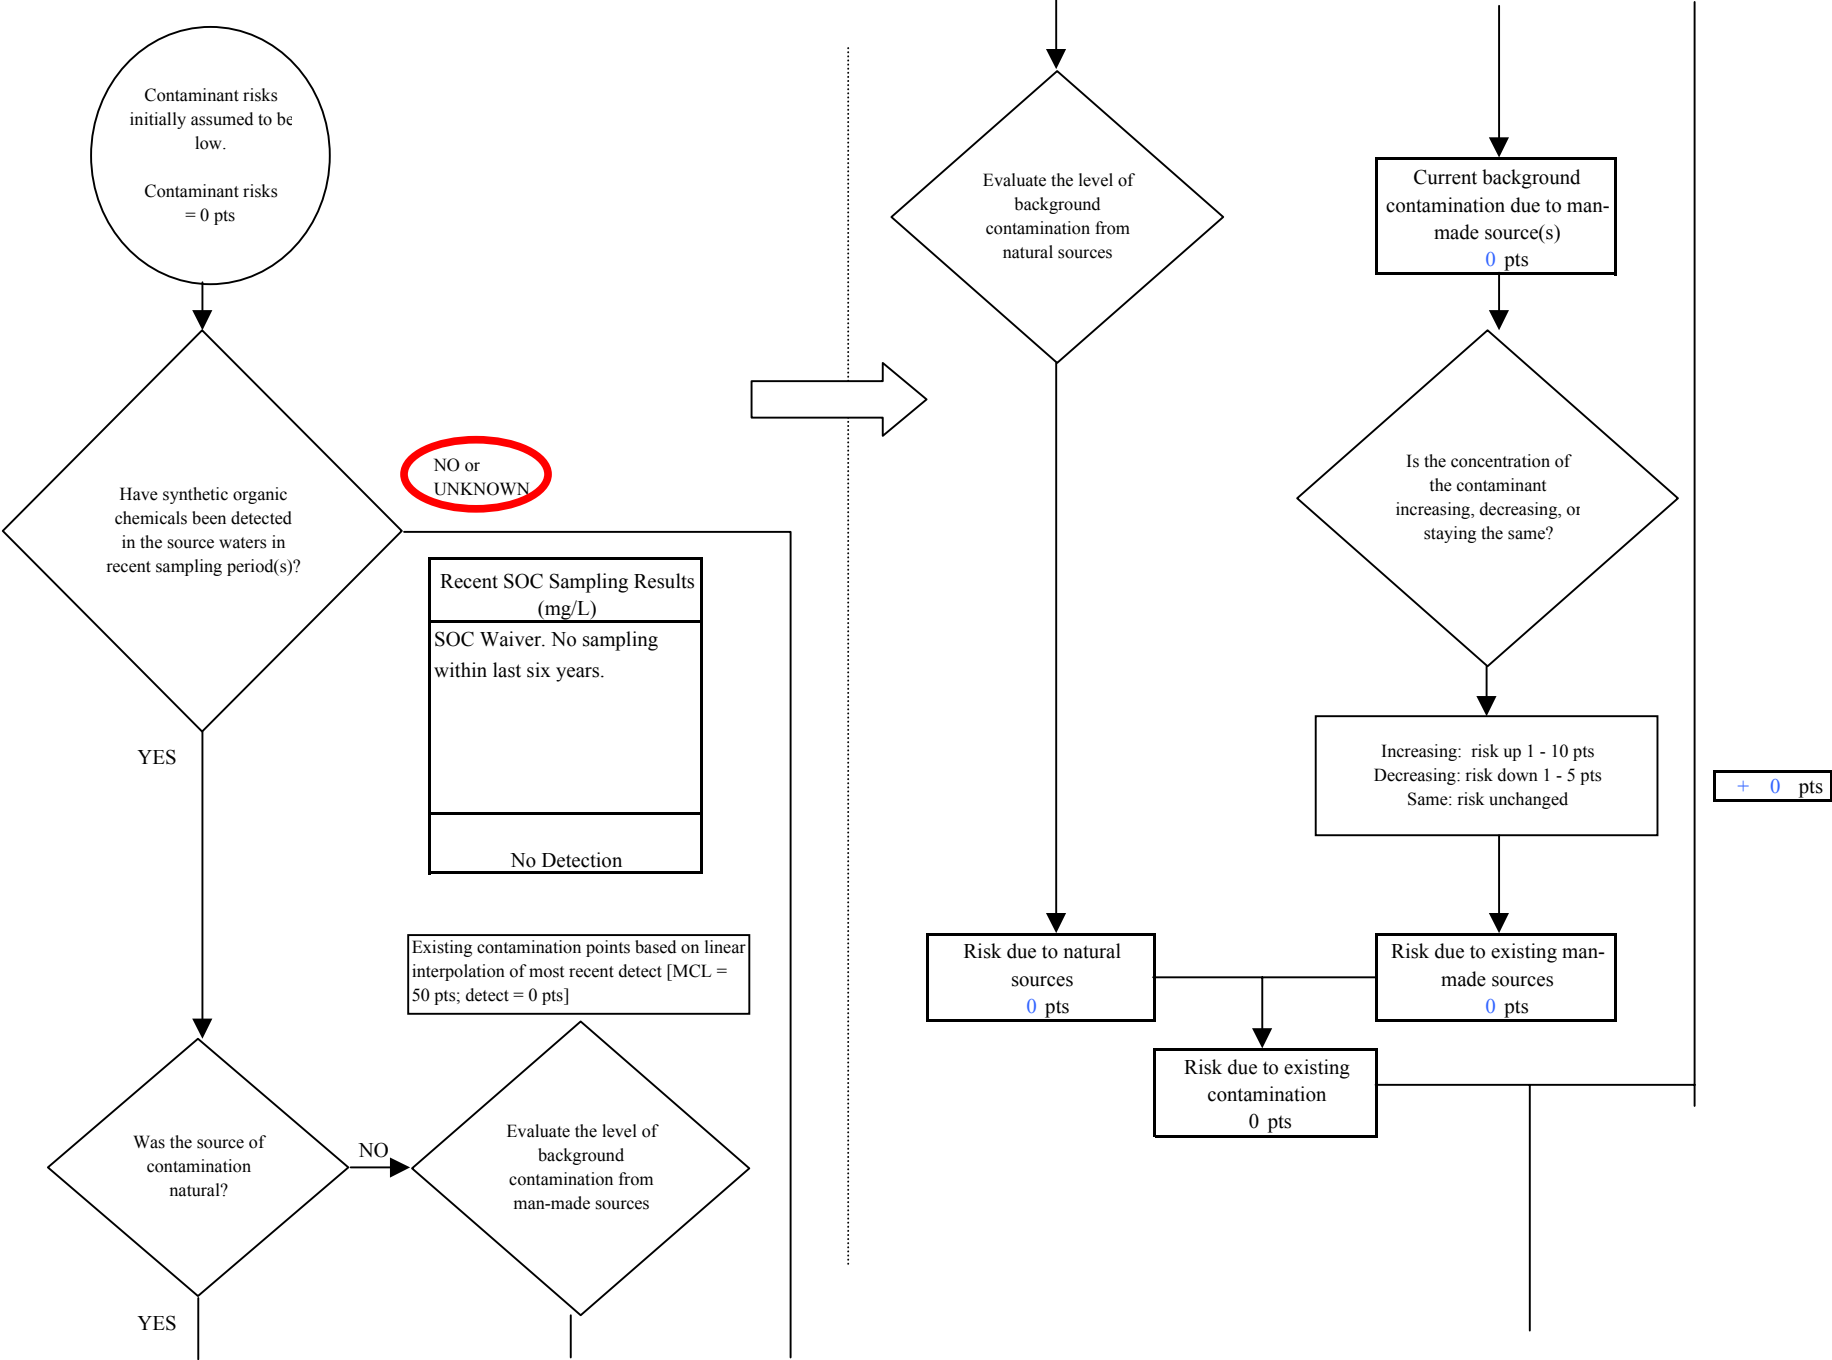 Contaminant risks
initially assumed to be
low.
Contaminant risks
= 0 pts
Have synthetic organic
chemicals been detected
in the source waters in
recent sampling period(s)?
NO or
UNKNOWN
Recent SOC Sampling Results
(mg/L)
SOC Waiver. No sampling
within last six years.
No Detection
YES
Existing contamination points based on linear
interpolation of most recent detect [MCL =
50 pts; detect = 0 pts]
Was the source of
contamination
natural?
NO
Evaluate the level of
background
contamination from
man-made sources
YES
Evaluate the level of
background
contamination from
natural sources
Current background
contamination due to man-
made source(s)
0 pts
Is the concentration of
the contaminant
increasing, decreasing, or
staying the same?
Increasing: risk up 1 - 10 pts
Decreasing: risk down 1 - 5 pts
Same: risk unchanged
+ 0 pts
Risk due to natural
sources
0 pts
Risk due to existing man-
made sources
0 pts
Risk due to existing
contamination
0 pts